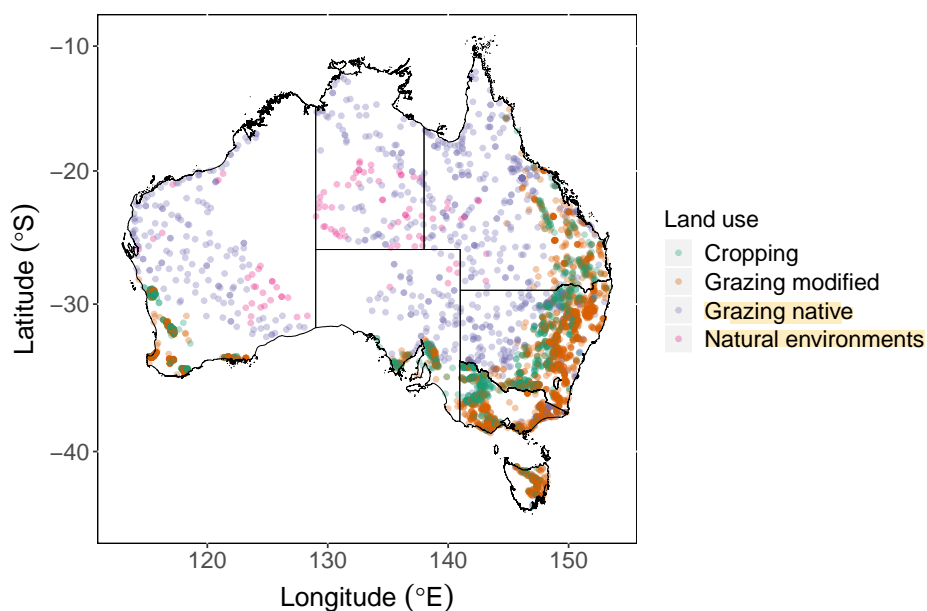 −10
−20
−30
−40
Latitude (°S)
120
130
140
150
Longitude (°E)
Land use
Cropping
Grazing modified
Grazing native
Natural environments